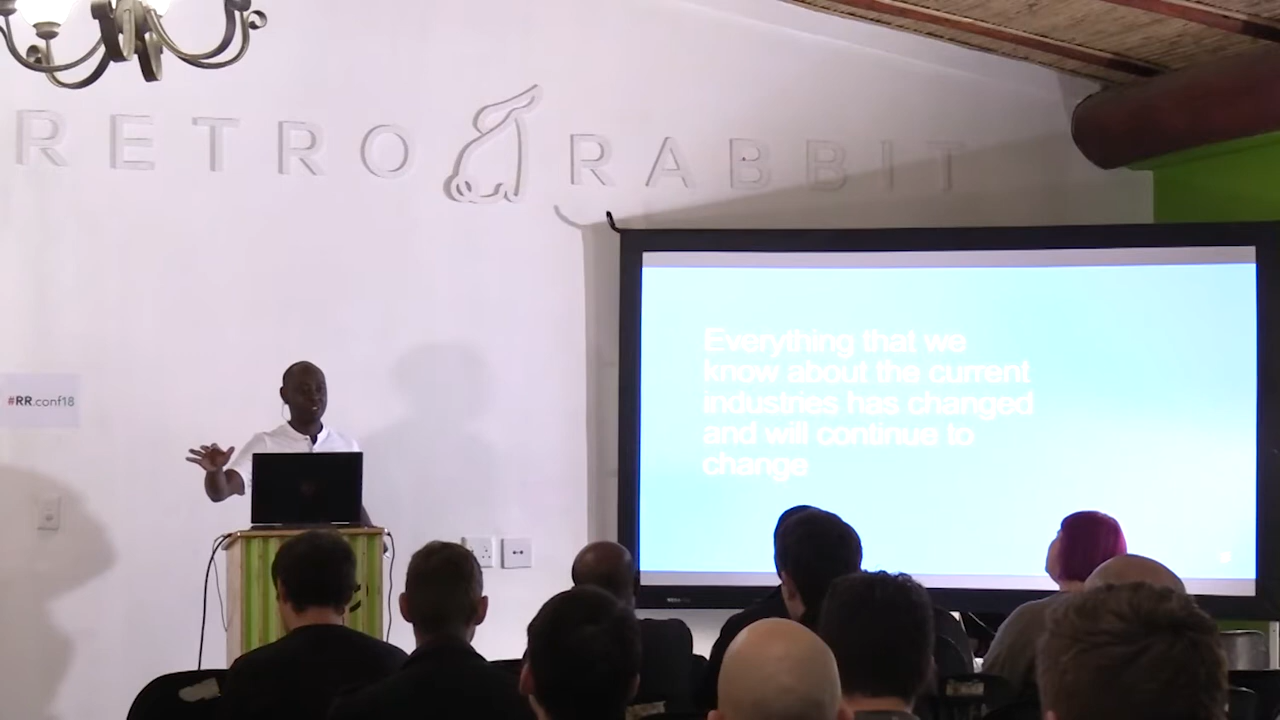 RETRO RABBIT
#RR.conf18
Everything that we
know about the current
industries has changed
and will continue to
change